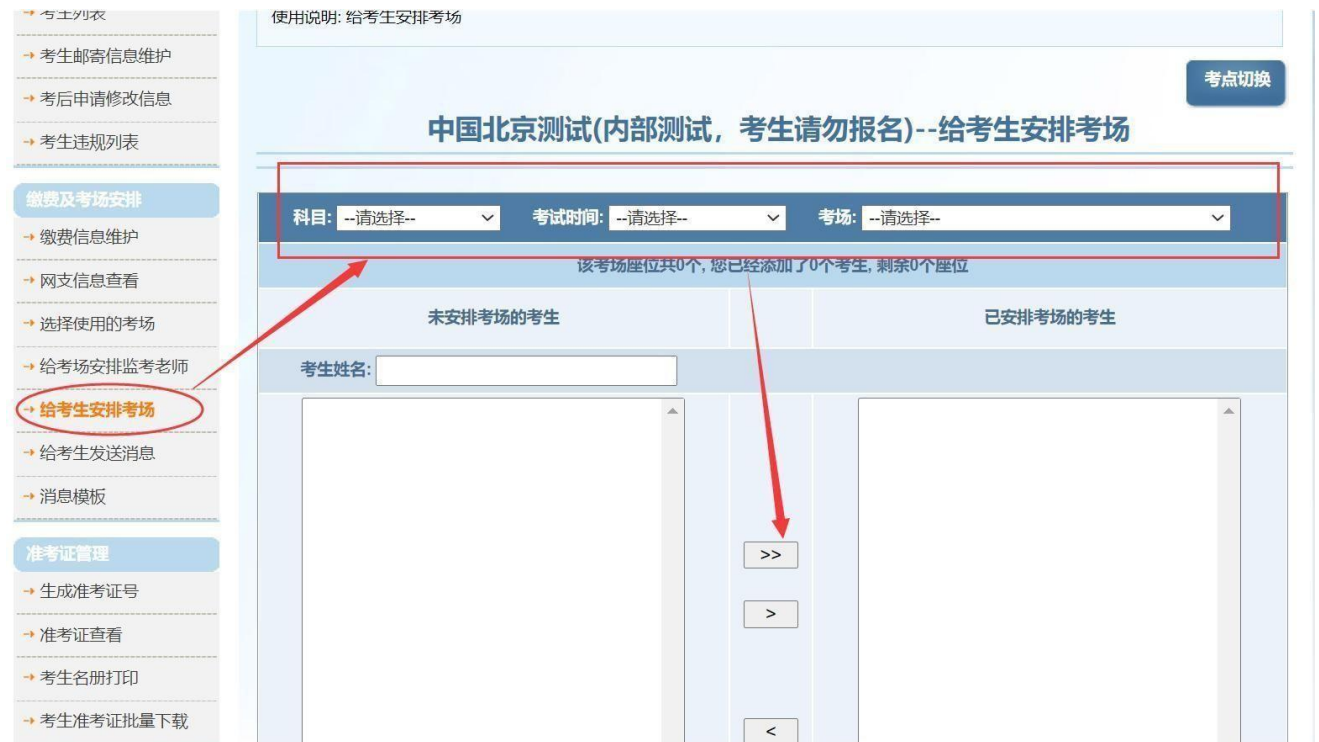 考生列表
使用说明: 给考生安排考场
考生邮寄信息维护
考后申请修改信息
考生违规列表
考点切换
中国北京测试(内部测试，考生请勿报名)--给考生安排考场
缴费及考场安排
缴费信息维护
网支信息查看
选择使用的考场
给考场安排监考老师
给考生安排考场
给考生发送消息
消息模板
科目: --请选择-- 考试时间: --请选择-- 考场: --请选择--
该考场座位共0个, 您已经添加了0个考生, 剩余0个座位
未安排考场的考生 已安排考场的考生
考生姓名:
>>
>
<
准考证管理
生成准考证号
准考证查看
考生名册打印
考生准考证批量下载